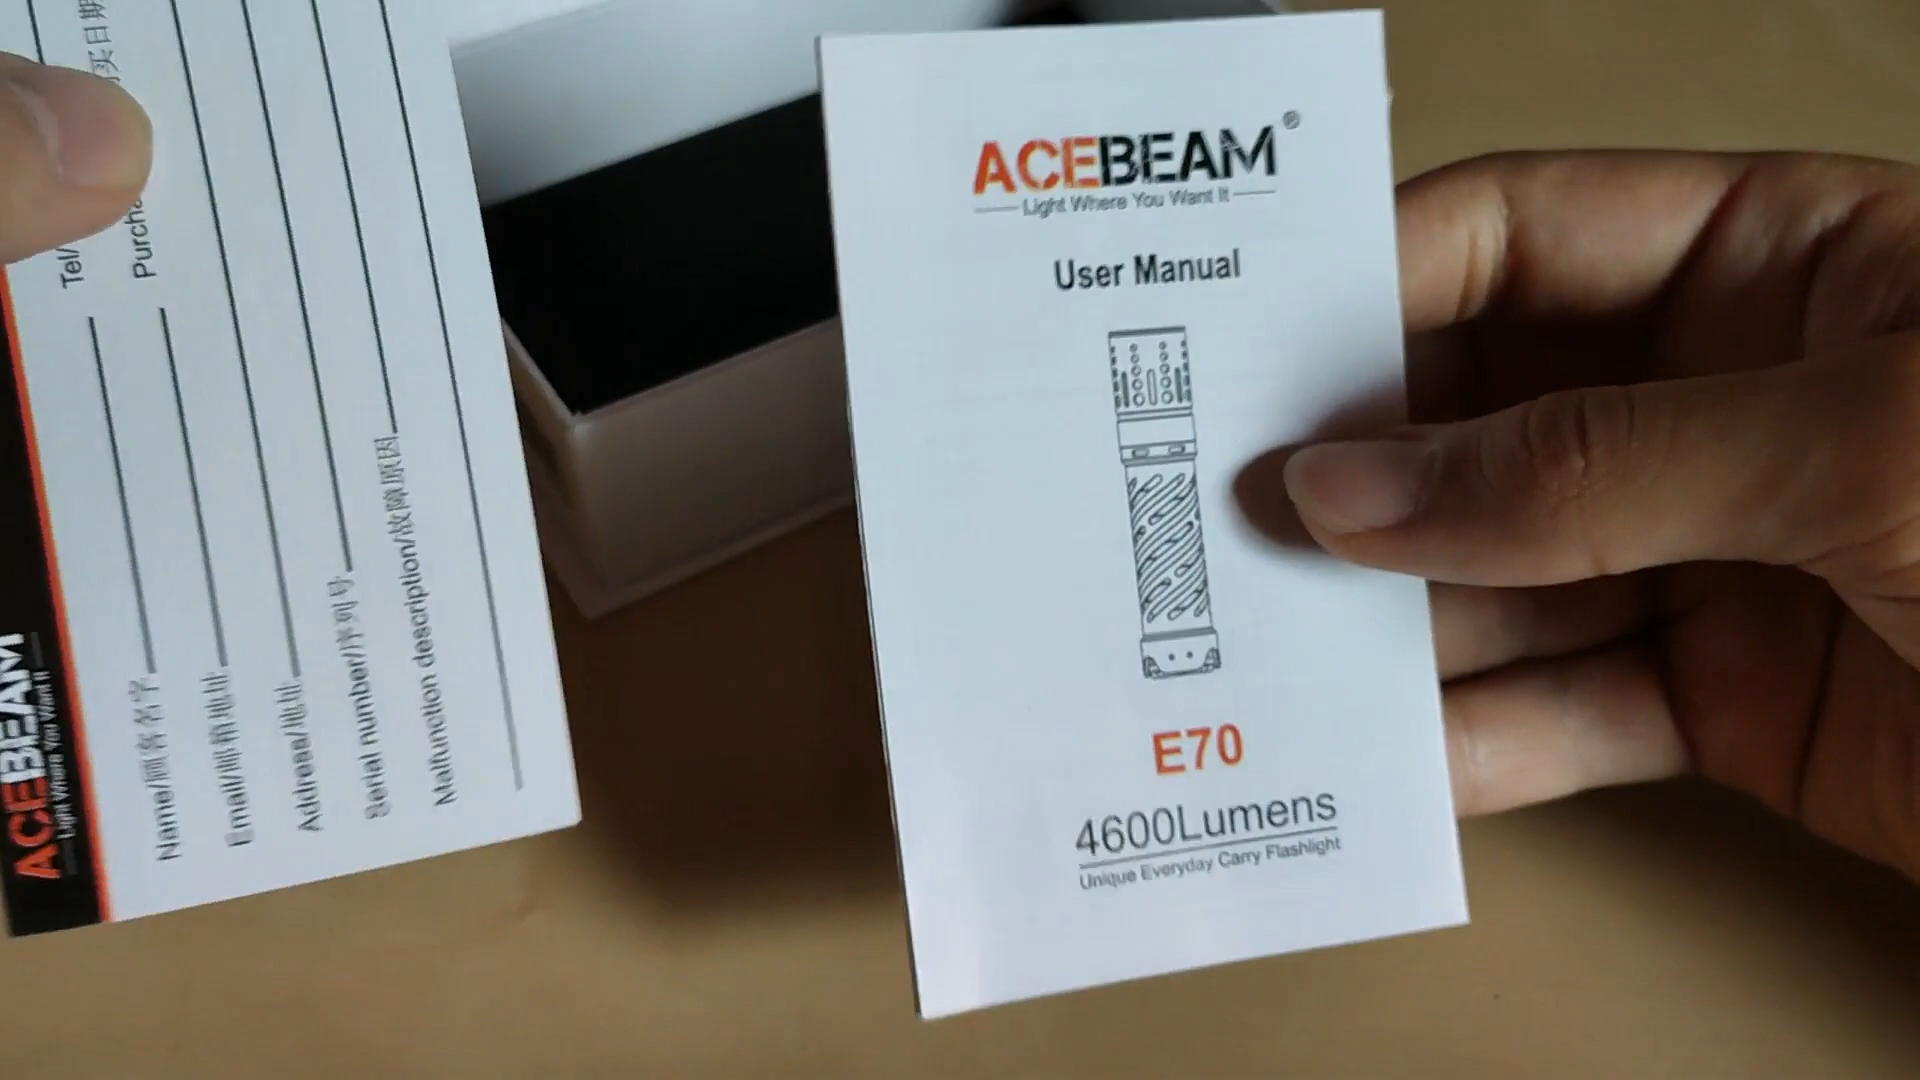 ACEBEAM®
Light Where You Want It
User Manual
E70
4600Lumens
Unique Everyday Carry Flashlight
ACEBEAM
Light Where You Want It
Name/顾客名字
Tel/
Email/邮箱地址
Address/地址
Serial number/序列号
Malfunction description/故障原因